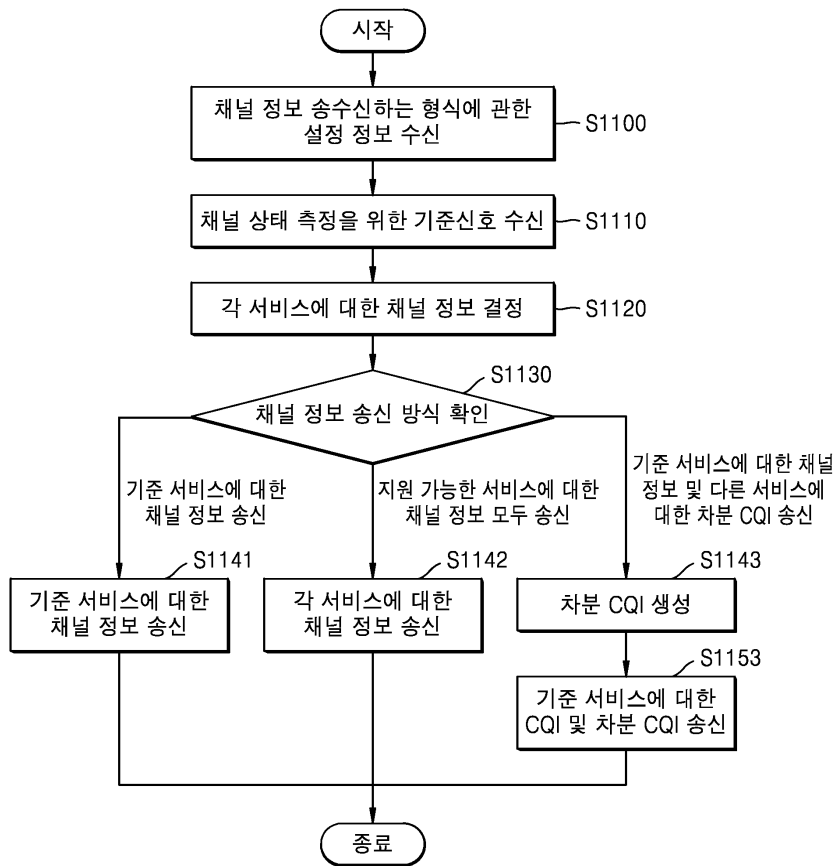 시작
채널 정보 송수신하는 형식에 관한
설정 정보 수신
S1100
채널 상태 측정을 위한 기준신호 수신
S1110
각 서비스에 대한 채널 정보 결정
S1120
S1130
채널 정보 송신 방식 확인
기준 서비스에 대한
채널 정보 송신
지원 가능한 서비스에 대한
채널 정보 모두 송신
기준 서비스에 대한 채널
정보 및 다른 서비스에
대한 차분 CQI 송신
S1141
기준 서비스에 대한
채널 정보 송신
S1142
각 서비스에 대한
채널 정보 송신
S1143
차분 CQI 생성
S1153
기준 서비스에 대한
CQI 및 차분 CQI 송신
종료